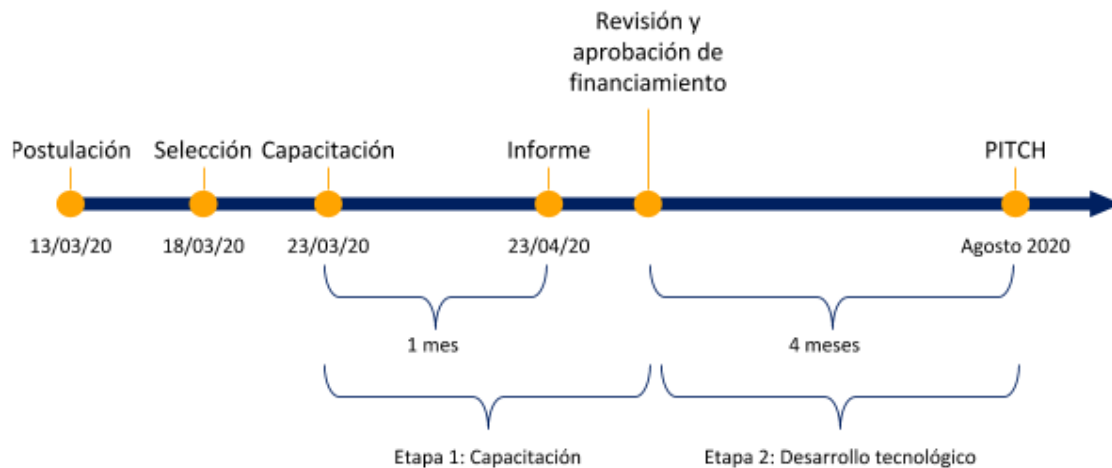 Revisión y
aprobación de
financiamiento
Postulación
Selección
Capacitación
Informe
PITCH
13/03/20
18/03/20
23/03/20
23/04/20
Agosto 2020
1 mes
4 meses
Etapa 1: Capacitación
Etapa 2: Desarrollo tecnológico